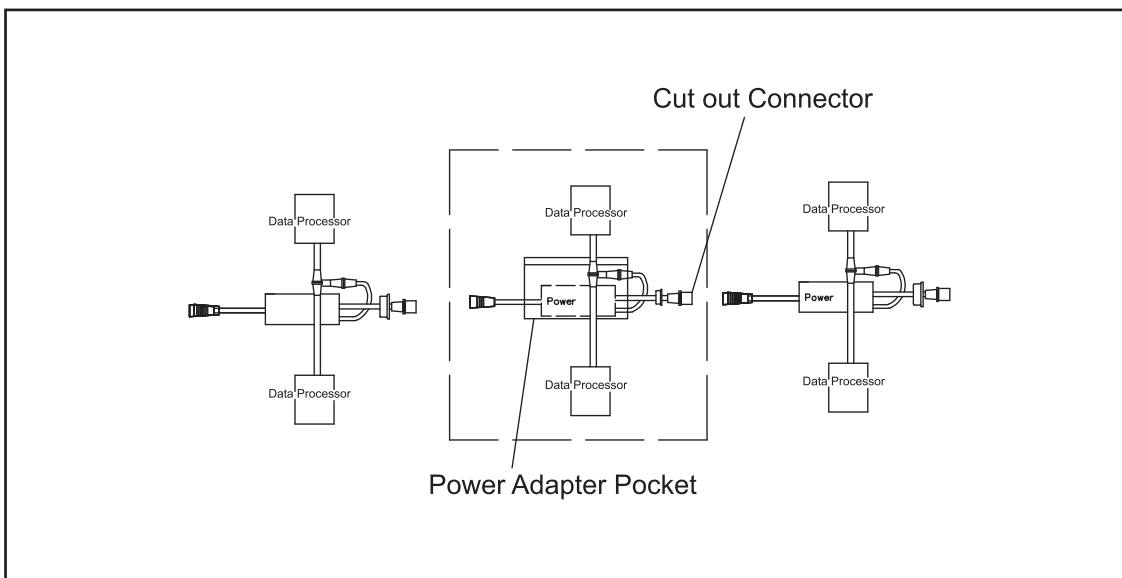 Cut out Connector
Data Processor
Data Processor
Data Processor
Power
Power
Data Processor
Data Processor
Data Processor
Power Adapter Pocket